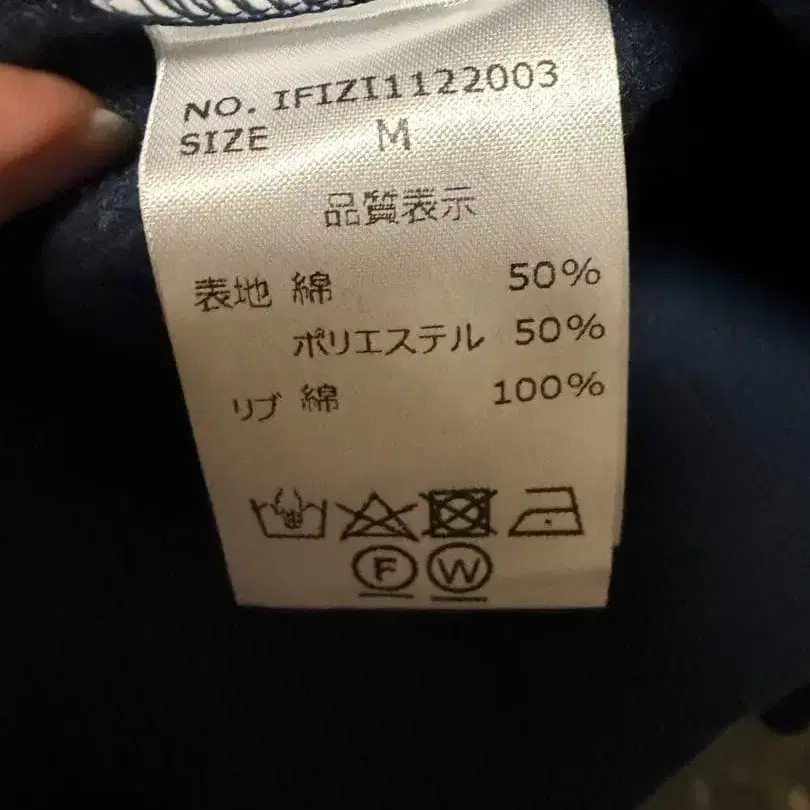 NO. IFIZI1122003
SIZE M
品質表示
表地 綿 50%
ポリエステル 50%
リブ 綿 100%
F W